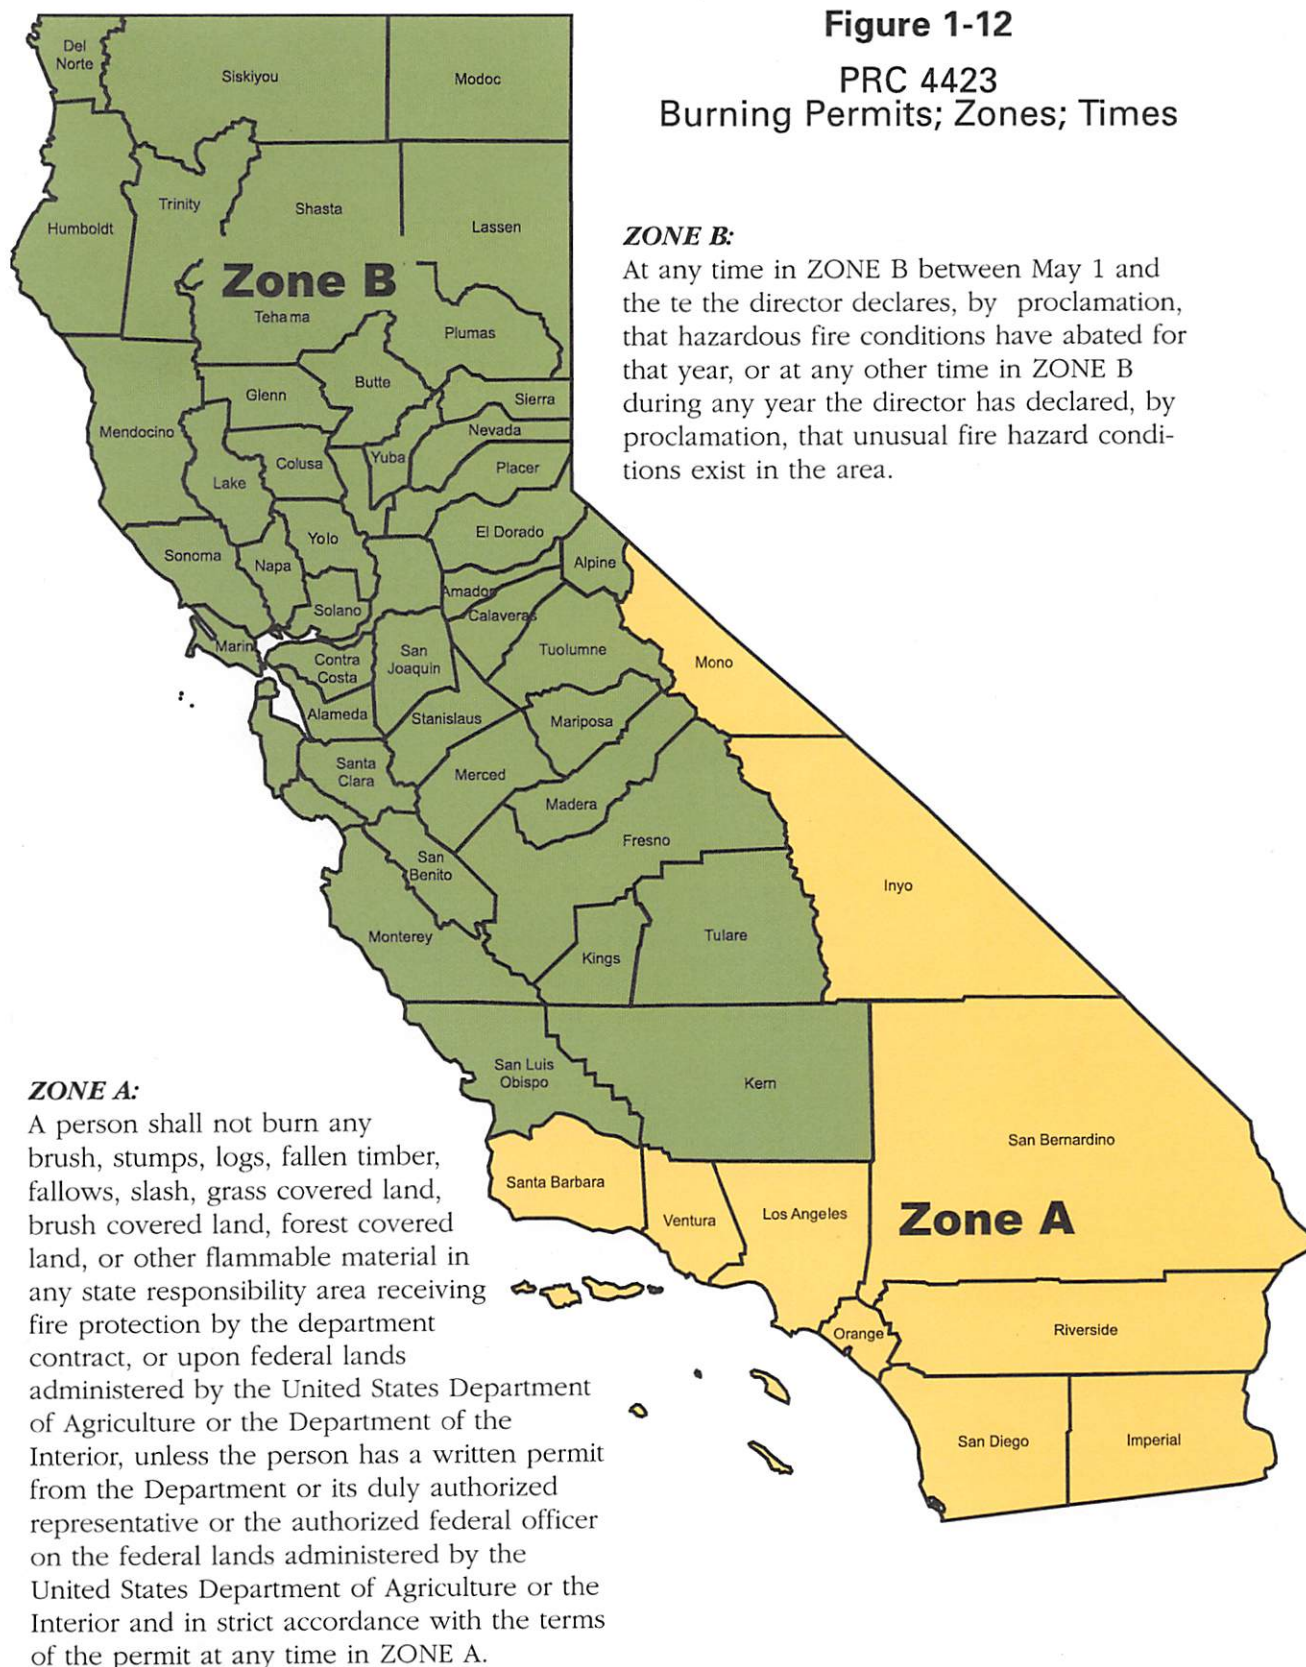 Figure 1-12
PRC 4423
Burning Permits; Zones; Times
ZONE B:
At any time in ZONE B between May 1 and
the te the director declares, by proclamation,
that hazardous fire conditions have abated for
that year, or at any other time in ZONE B
during any year the director has declared, by
proclamation, that unusual fire hazard condi-
tions exist in the area.
Del
Norte
Siskiyou
Modoc
Humboldt
Trinity
Shasta
Lassen
Zone B
Tehama
Plumas
Glenn
Butte
Sierra
Mendocino
Nevada
Lake
Colusa
Yuba
Placer
Sonoma
Napa
Yolo
El Dorado
Alpine
Solano
Amador
Calaveras
Marin
Contra
Costa
San
Joaquin
Tuolumne
Mono
Alameda
Stanislaus
Mariposa
Santa
Clara
Merced
Madera
Fresno
San
Benito
Inyo
Monterey
Kings
Tulare
San Luis
Obispo
Kern
San Bernardino
Santa Barbara
Ventura
Los Angeles
Zone A
Orange
Riverside
San Diego
Imperial
ZONE A:
A person shall not burn any
brush, stumps, logs, fallen timber,
fallows, slash, grass covered land,
brush covered land, forest covered
land, or other flammable material in
any state responsibility area receiving
fire protection by the department
contract, or upon federal lands
administered by the United States Department
of Agriculture or the Department of the
Interior, unless the person has a written permit
from the Department or its duly authorized
representative or the authorized federal officer
on the federal lands administered by the
United States Department of Agriculture or the
Interior and in strict accordance with the terms
of the permit at any time in ZONE A.